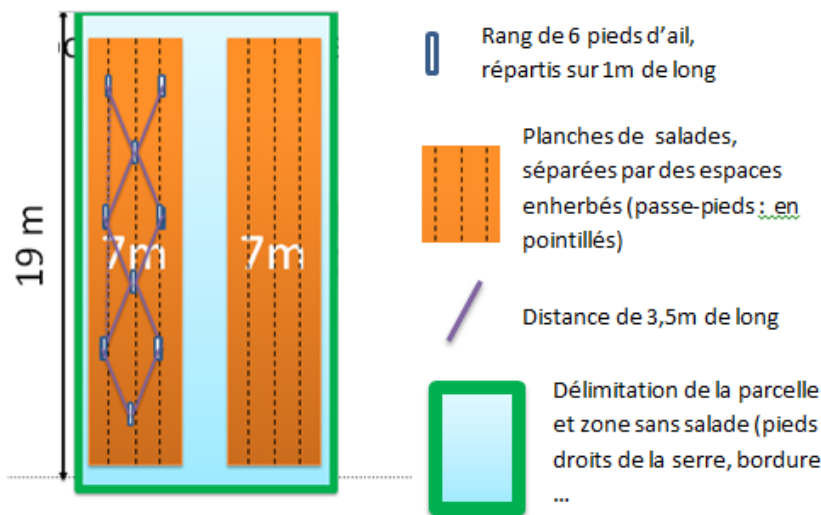 19 m
7m
7m
Rang de 6 pieds d’ail,
répartis sur 1m de long
Planches de salades,
séparées par des espaces
enherbés (passe-pieds : en
pointillés)
Distance de 3,5m de long
Délimitation de la parcelle
et zone sans salade (pieds
droits de la serre, bordure
...